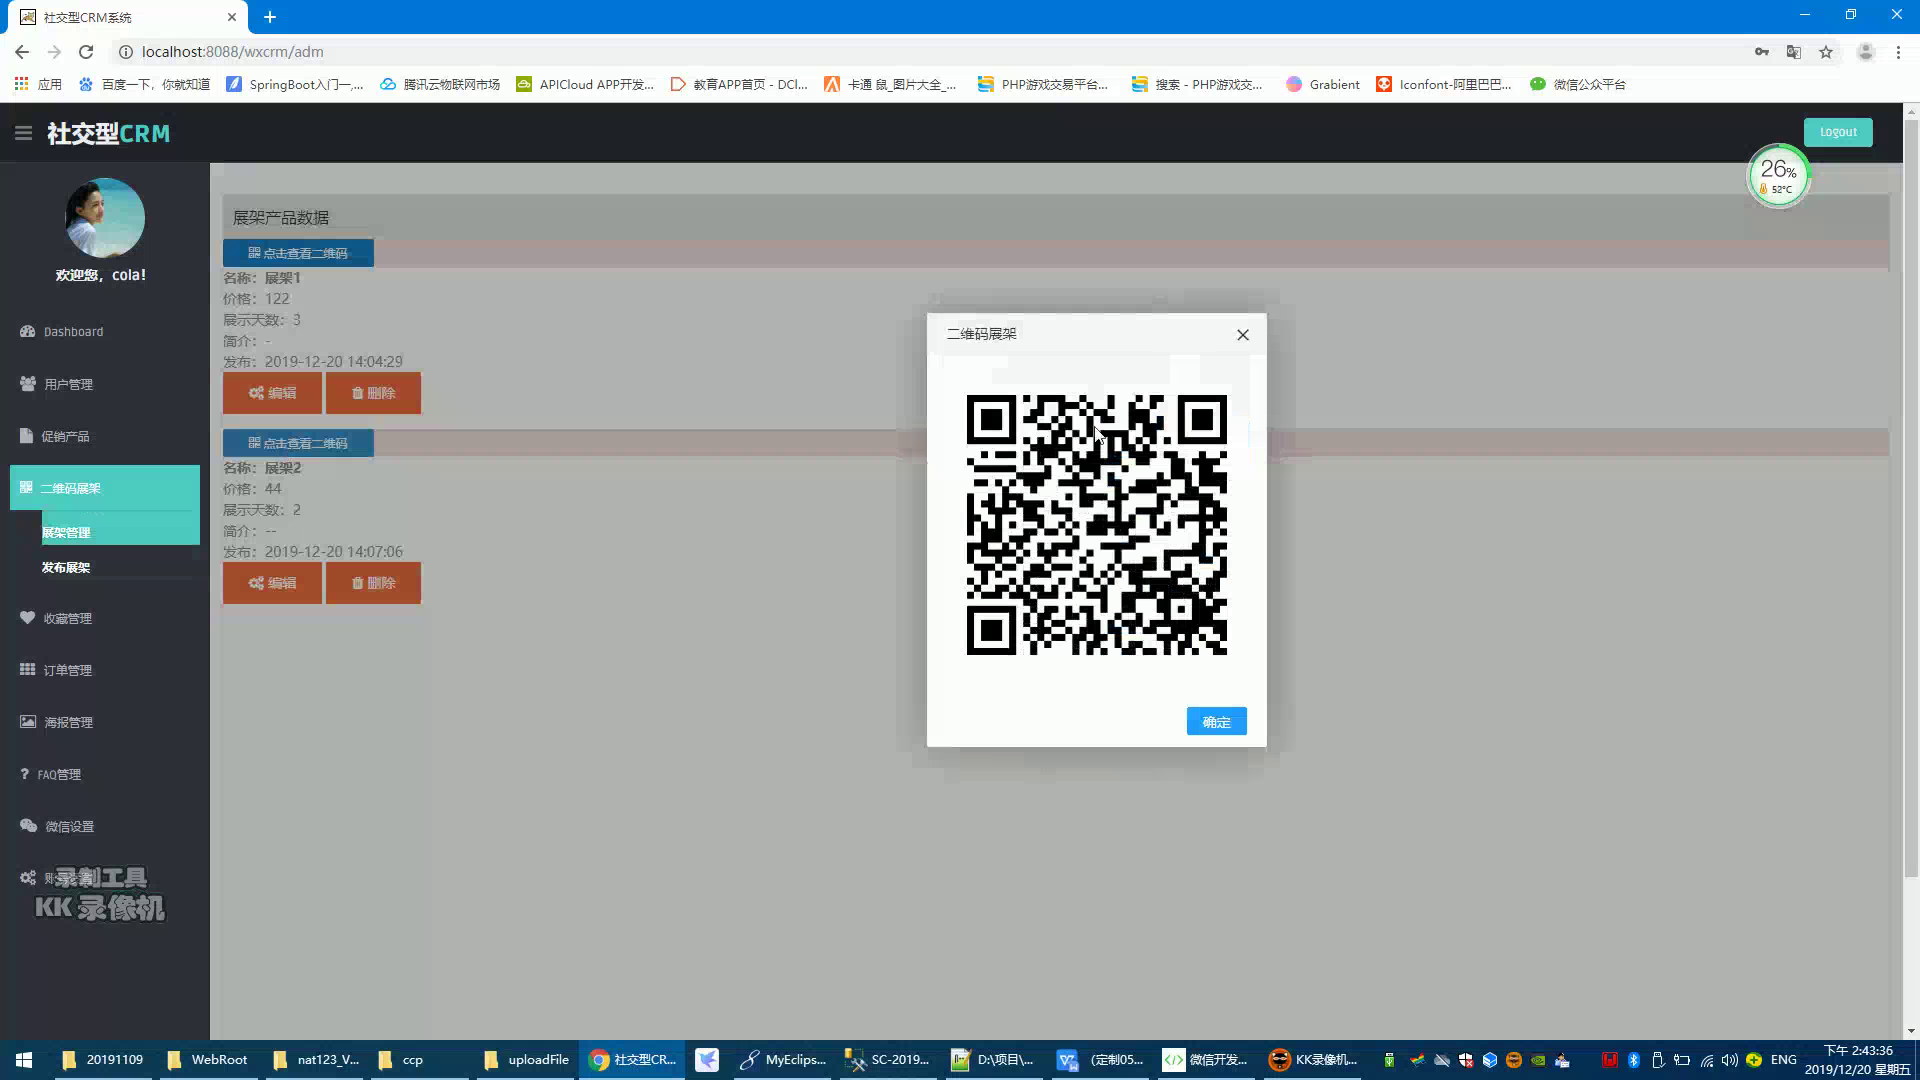 社交型CRM系统
localhost:8088/wxcrm/adm
应用
百度一下，你就知道
SpringBoot入门一,...
腾讯云物联网市场
APICloud APP开发...
教育APP首页 - DCl...
卡通 鼠_图片大全_...
PHP游戏交易平台...
搜索 - PHP游戏交...
Grabient
Iconfont-阿里巴巴...
微信公众平台
社交型CRM
Logout
26%
52°C
欢迎您，cola!
Dashboard
用户管理
促销产品
二维码展架
展架管理
发布展架
收藏管理
订单管理
海报管理
FAQ管理
微信设置
录制工具
KK 录像机
展架产品数据
点击查看二维码
名称：展架1
价格：122
展示天数：3
简介：-
发布：2019-12-20 14:04:29
编辑
删除
点击查看二维码
名称：展架2
价格：44
展示天数：2
简介：--
发布：2019-12-20 14:07:06
编辑
删除
二维码展架
确定
20191109
WebRoot
nat123_V...
ccp
uploadFile
社交型CR...
MyEclips...
SC-2019...
D:\项目\...
(定制05...
微信开发...
KK录像机...
ENG
下午 2:43:36
2019/12/20 星期五